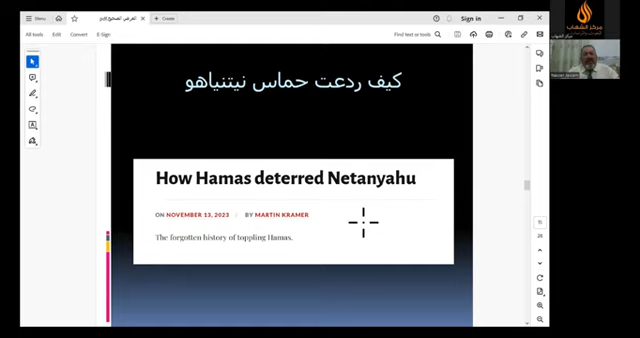 Menu
Create
Sign in
All tools
Edit
Convert
E-Sign
Find text or tools
كيف ردعت حماس نيتنياهو
How Hamas deterred Netanyahu
ON NOVEMBER 13, 2023
BY MARTIN KRAMER
The forgotten history of toppling Hamas.
مركز الشهاب